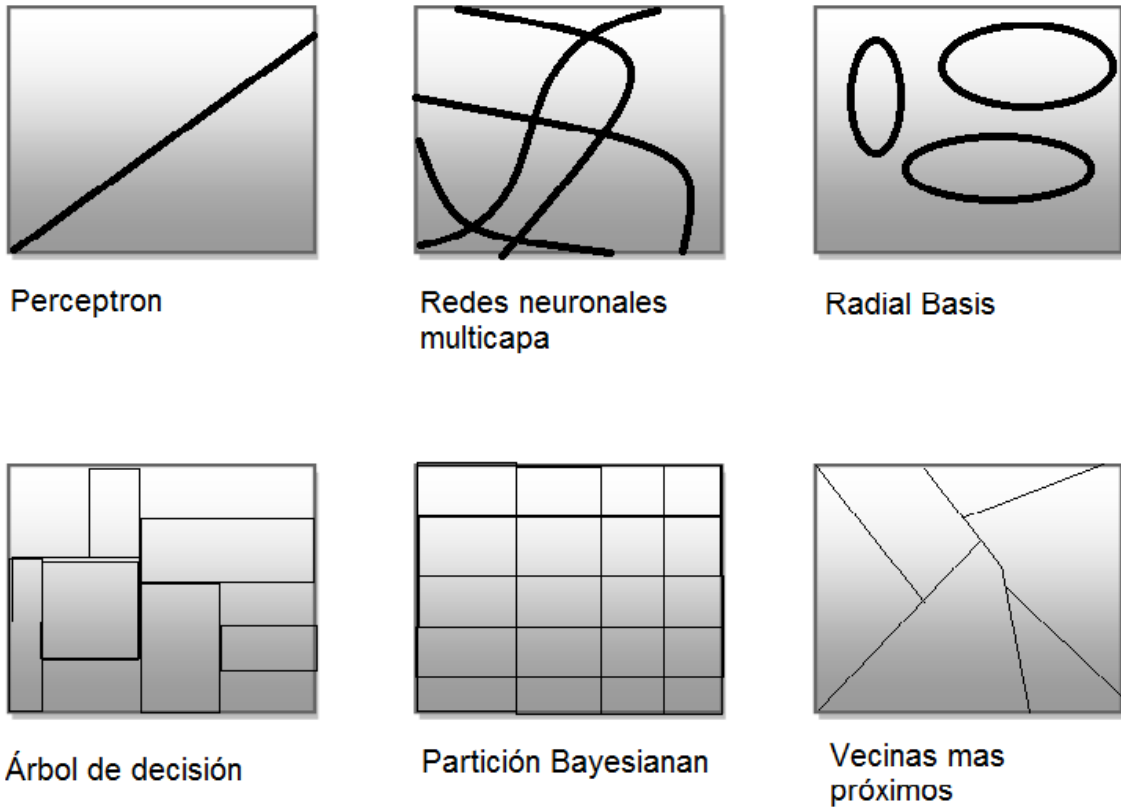 Perceptron
Redes neuronales
multicapa
Radial Basis
Árbol de decisión
Partición Bayesianan
Vecinas mas
próximos